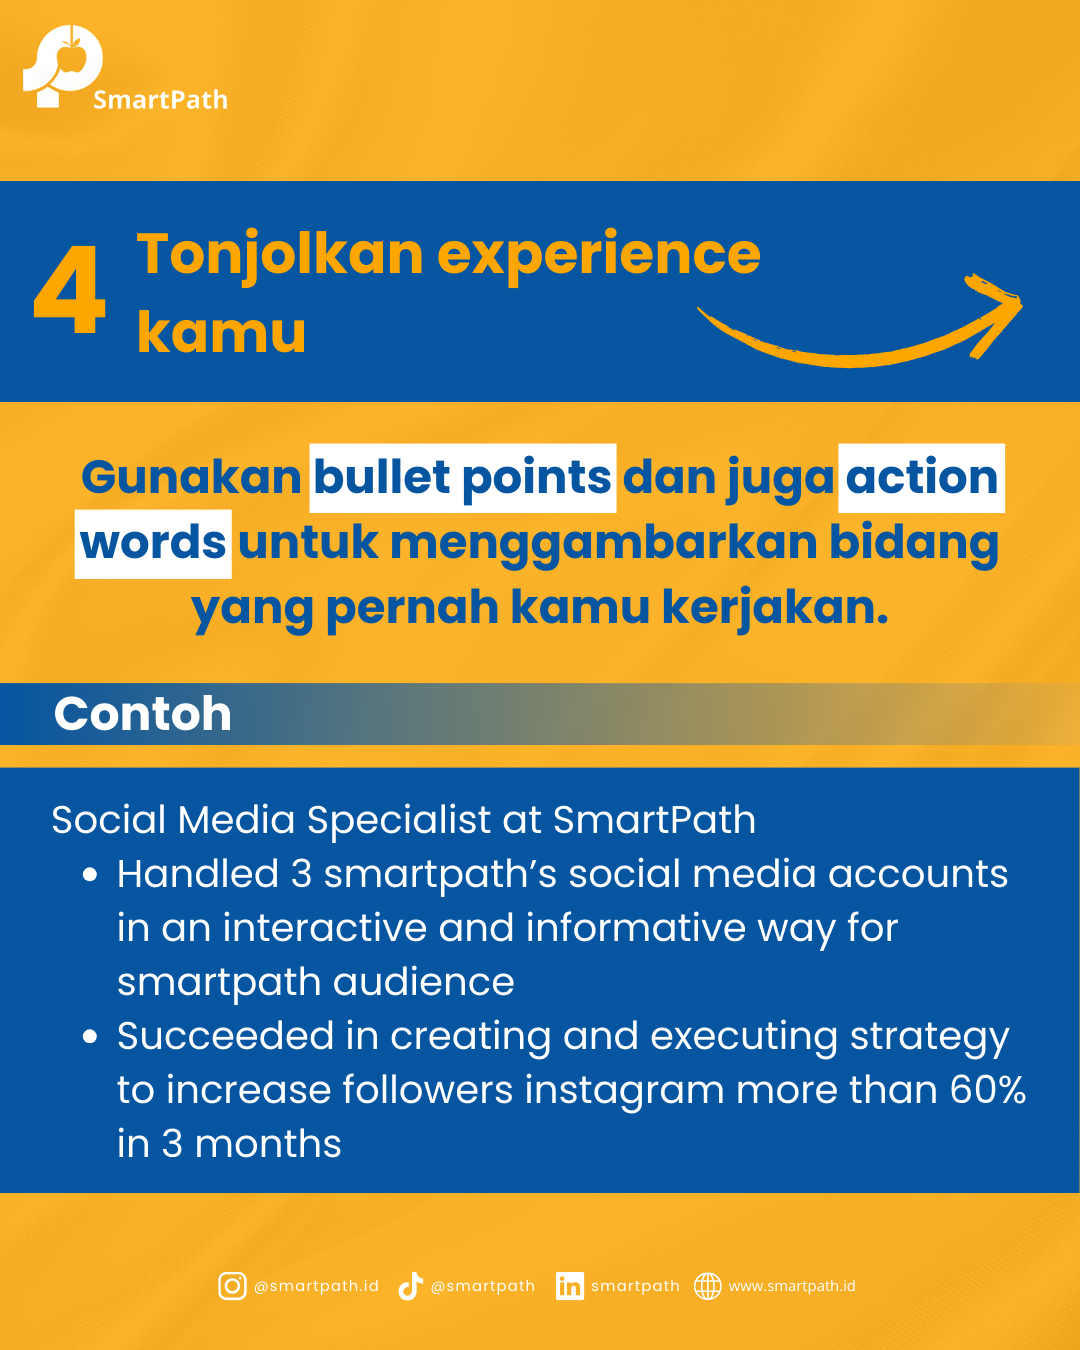 SmartPath
4
Tonjolkan experience
kamu
Gunakan bullet points dan juga action
words untuk menggambarkan bidang
yang pernah kamu kerjakan.
Contoh
Social Media Specialist at SmartPath
• Handled 3 smartpath’s social media accounts
in an interactive and informative way for
smartpath audience
• Succeeded in creating and executing strategy
to increase followers instagram more than 60%
in 3 months
@smartpath.id @smartpath smartpath www.smartpath.id